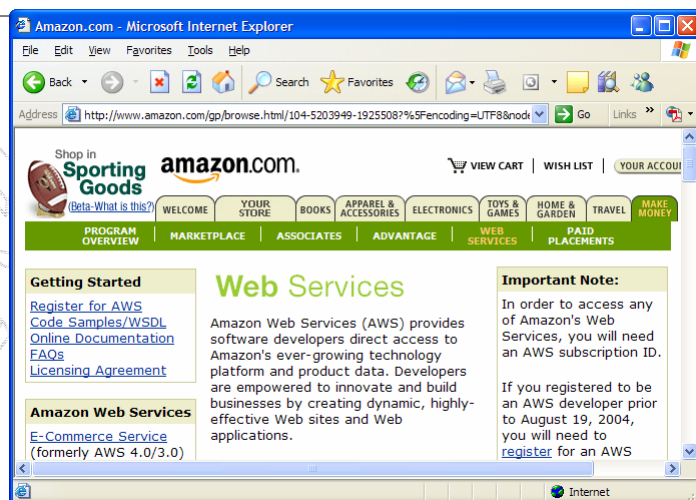 Amazon.com - Microsoft Internet Explorer
File Edit View Favorites Tools Help
Back Search Favorites
Address http://www.amazon.com/gp/browse.html/104-5203949-1925508?%5Fencoding=UTF8&node Go Links »
Shop in
Sporting
Goods
(Beta-What is this?)
amazon.com.
VIEW CART | WISH LIST | YOUR ACCOU
WELCOME
YOUR
STORE
BOOKS
APPAREL &
ACCESSORIES
ELECTRONICS
TOYS &
GAMES
HOME &
GARDEN
TRAVEL
MAKE
MONEY
PROGRAM
OVERVIEW
MARKETPLACE
ASSOCIATES
ADVANTAGE
WEB
SERVICES
PAID
PLACEMENTS
Getting Started
Register for AWS
Code Samples/WSDL
Online Documentation
FAQs
Licensing Agreement
Amazon Web Services
E-Commerce Service
(formerly AWS 4.0/3.0)
Web Services
Amazon Web Services (AWS) provides
software developers direct access to
Amazon's ever-growing technology
platform and product data. Developers
are empowered to innovate and build
businesses by creating dynamic, highly-
effective Web sites and Web
applications.
Important Note:
In order to access any
of Amazon's Web
Services, you will need
an AWS subscription ID.
If you registered to be
an AWS developer prior
to August 19, 2004,
you will need to
register for an AWS
Internet